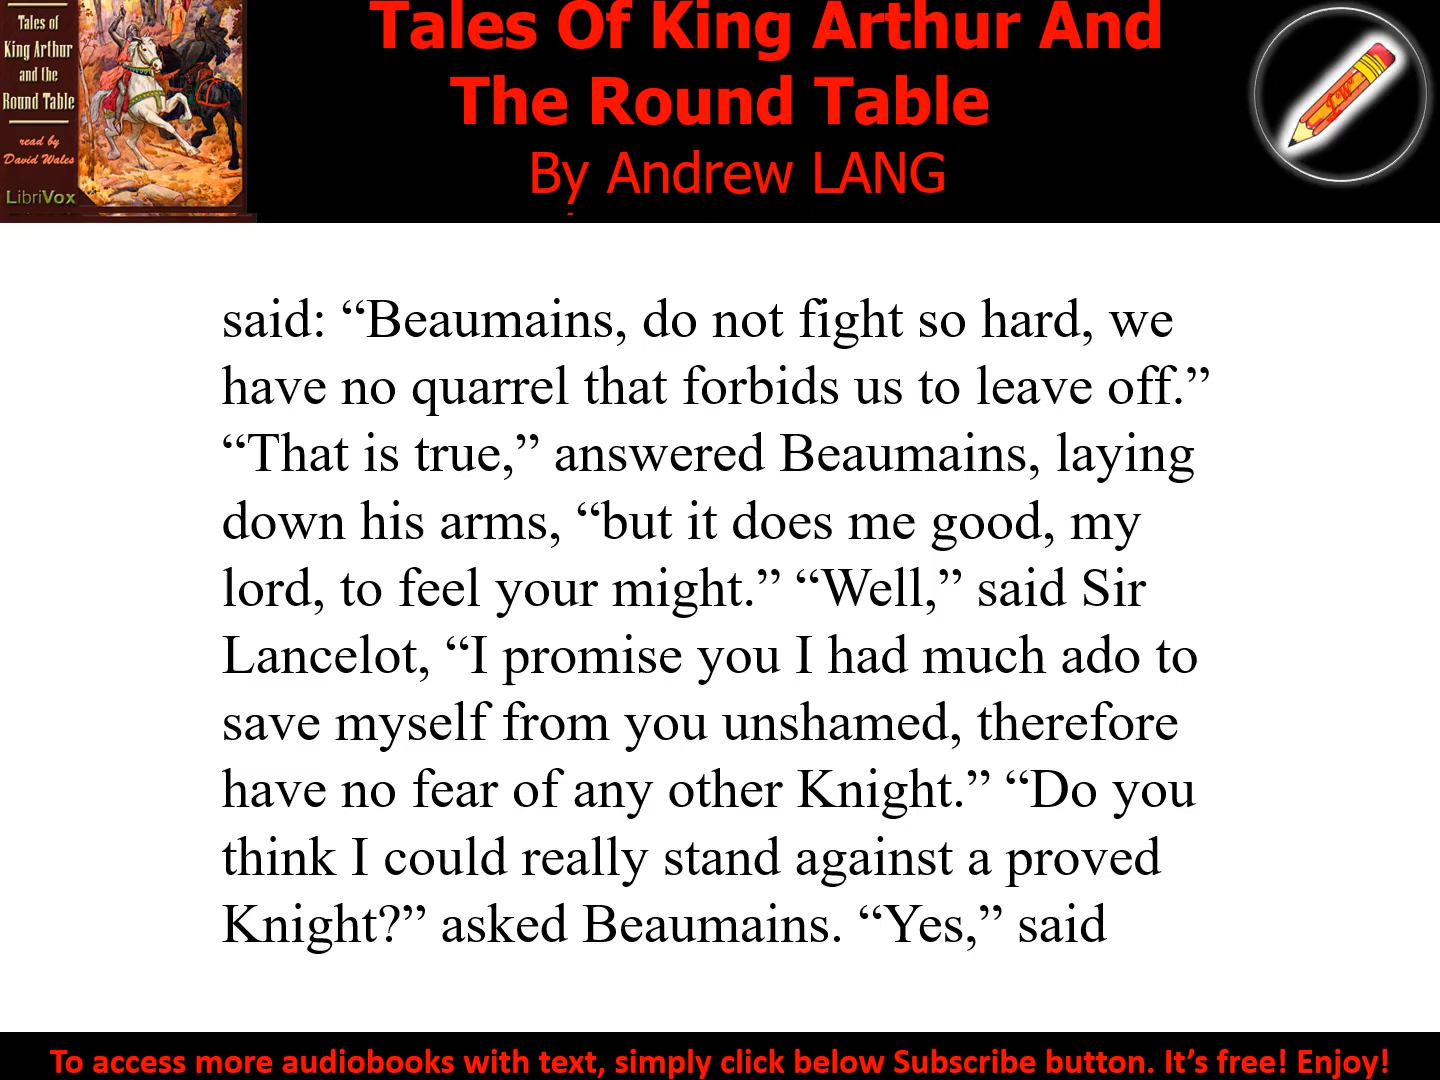 Tales of
King Arthur
and the
Round Table
read by
David Wales
LibriVox
Tales Of King Arthur And
The Round Table
By Andrew LANG
said: “Beaumains, do not fight so hard, we
have no quarrel that forbids us to leave off.”
“That is true,” answered Beaumains, laying
down his arms, “but it does me good, my
lord, to feel your might.” “Well,” said Sir
Lancelot, “I promise you I had much ado to
save myself from you unshamed, therefore
have no fear of any other Knight.” “Do you
think I could really stand against a proved
Knight?” asked Beaumains. “Yes,” said
To access more audiobooks with text, simply click below Subscribe button. It’s free! Enjoy!